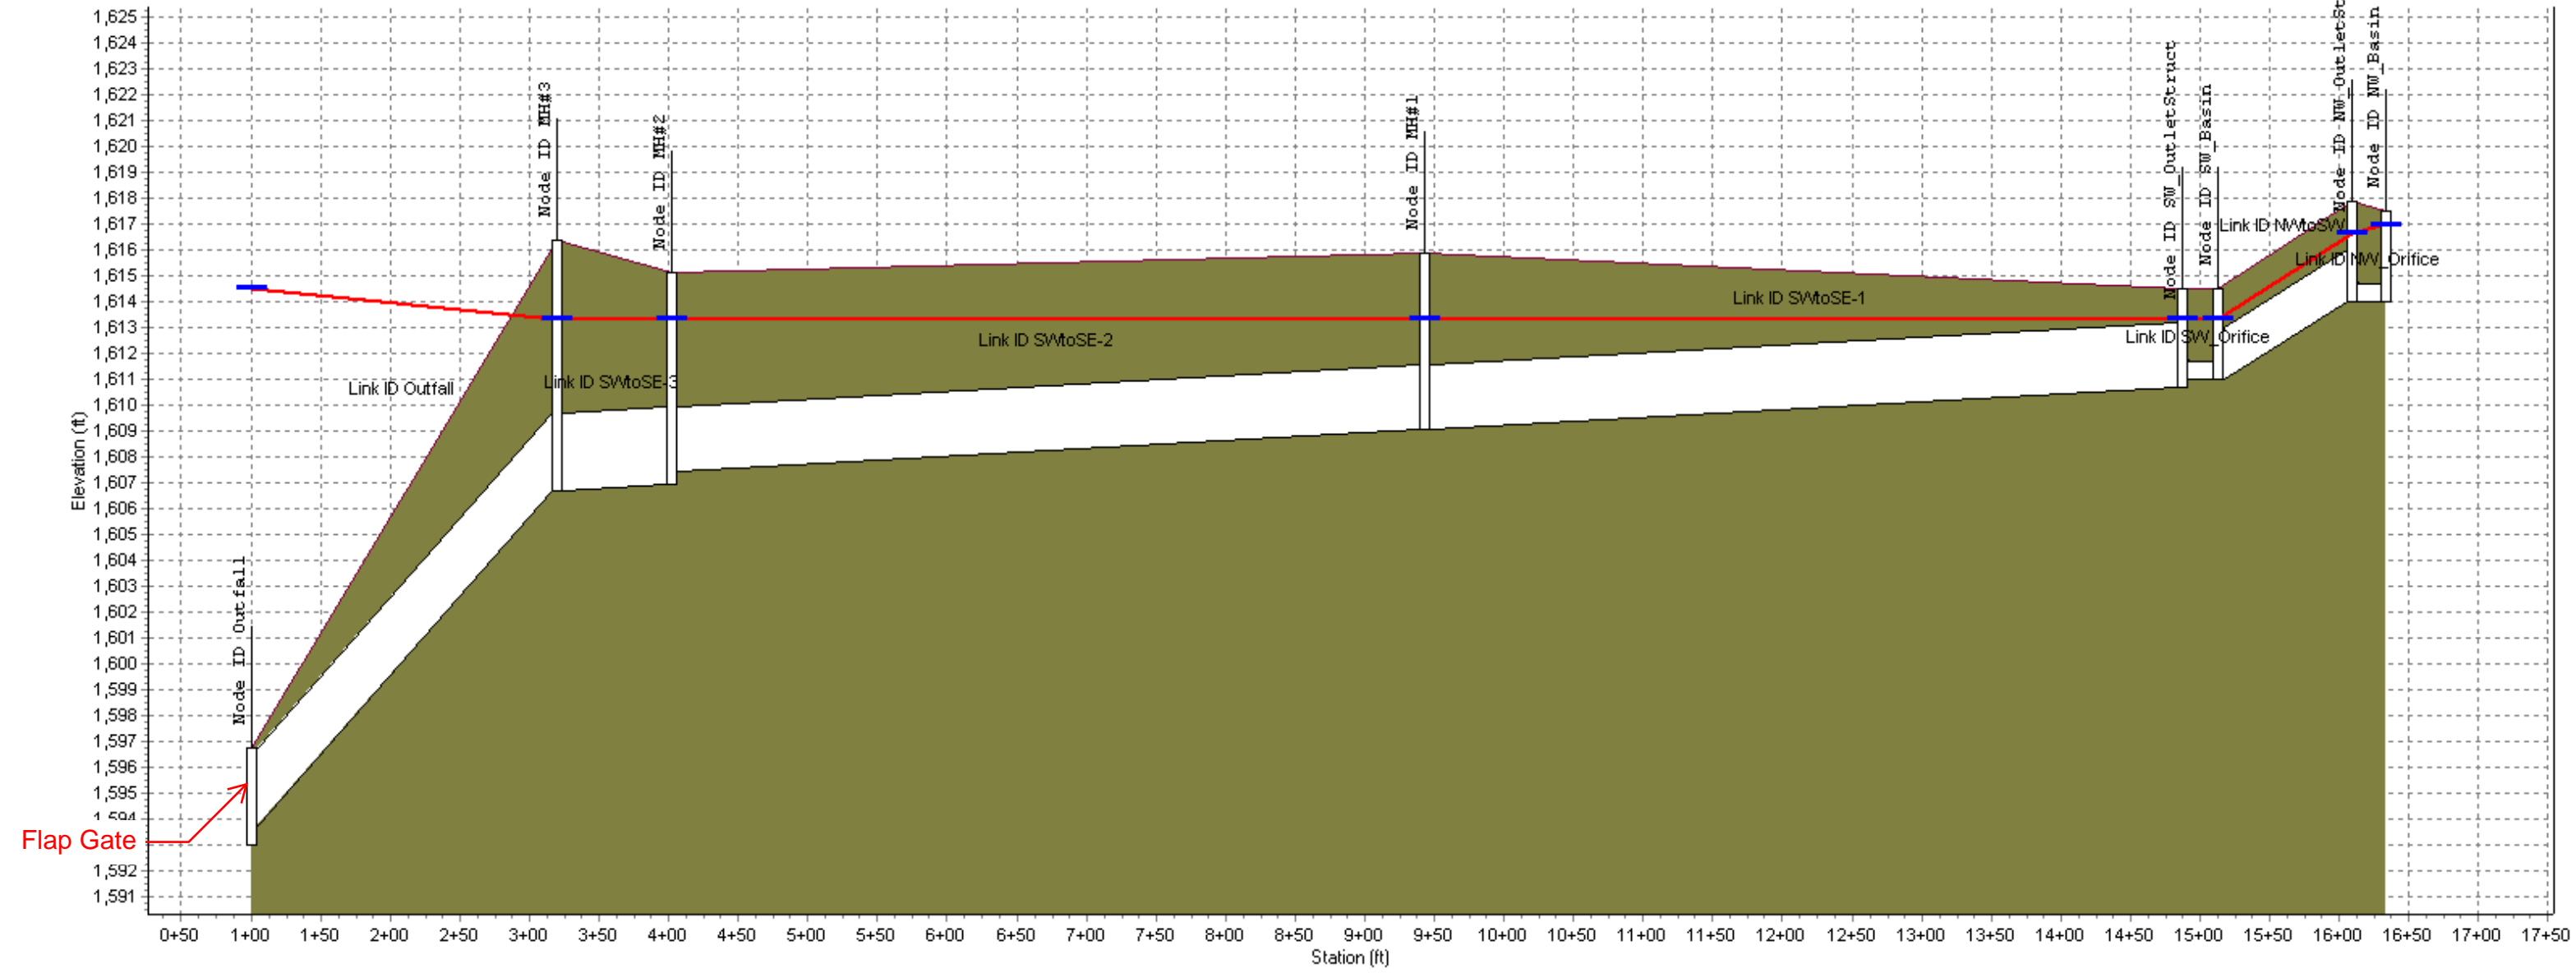 1,625
1,624
1,623
1,622
1,621
1,620
1,619
1,618
1,617
1,616
1,615
1,614
1,613
1,612
1,611
1,610
1,609
1,608
1,607
1,606
1,605
1,604
1,603
1,602
1,601
1,600
1,599
1,598
1,597
1,596
1,595
1,594
1,592
1,591
Elevation (ft)
Flap Gate
Node ID Outfall
Link ID Outfall
Node ID MH#3
Link ID SWtoSE-3
Node ID MH#2
Link ID SWtoSE-2
Node ID MH#1
Link ID SWtoSE-1
Node ID SW_OutletStruct
Link ID SW_Orifice
Node ID SW_Basin
Link ID NWtoSW
Node ID NW_OutletSt
Link ID NW_Orifice
Node ID NW_Basin
0+50 1+00 1+50 2+00 2+50 3+00 3+50 4+00 4+50 5+00 5+50 6+00 6+50 7+00 7+50 8+00 8+50 9+00 9+50 10+00 10+50 11+00 11+50 12+00 12+50 13+00 13+50 14+00 14+50 15+00 15+50 16+00 16+50 17+00 17+50
Station (ft)